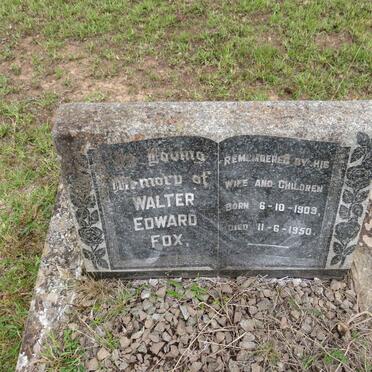 In Loving
Memory of
WALTER
EDWARD
FOX.
REMEMBERED BY HIS
WIFE AND CHILDREN
BORN 6-10-1909.
DIED 11-6-1950.